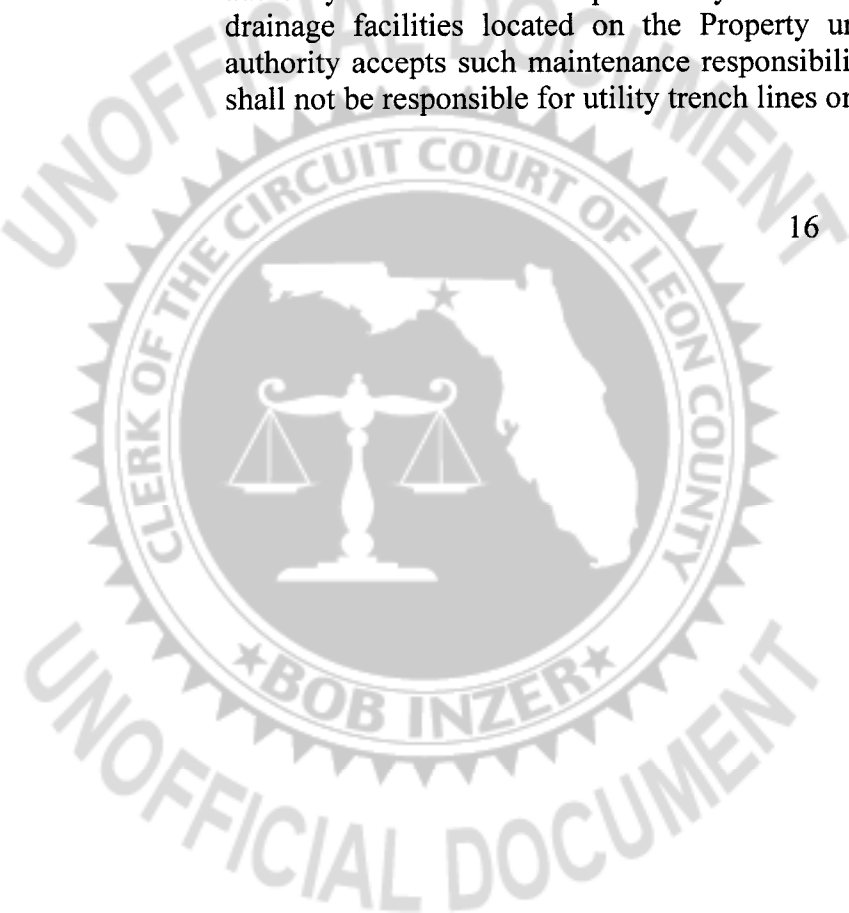 drainage facilities located on the Property
authority accepts such maintenance
shall not be responsible for utility trench lines
16
UNOFFICIAL DOCUMENT
CLERK OF THE CIRCUIT COURT OF LEON COUNTY
★BOB INZER★
UNOFFICIAL DOCUMENT